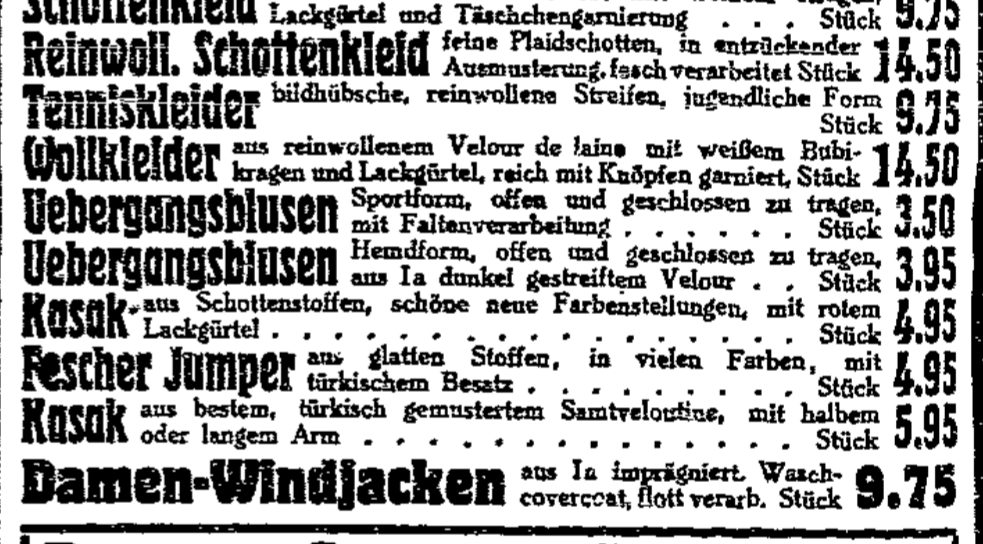 Schottenkleid Lackgürtel und Täschchengarnierung . . . Stück 9.75
Reinwoll. Schottenkleid feine Plaidschotten, in entzückender
Ausmusterung, fesch verarbeitet Stück 14.50
Tenniskleider bildhübsche, reinwollene Streifen, jugendliche Form
Stück 9.75
Wollkleider aus reinwollenem Velour de laine mit weißem Bubi-
kragen und Lackgürtel, reich mit Knöpfen garniert, Stück 14.50
Uebergangsblusen Sportform, offen und geschlossen zu tragen,
mit Faltenverarbeitung . . . . . . Stück 3.50
Uebergangsblusen Hemdform, offen und geschlossen zu tragen,
aus Ia dunkel gestreiftem Velour . . Stück 3.95
Kasak aus Schottenstoffen, schöne neue Farbenstellungen, mit rotem
Lackgürtel . . . . . . . . . . . . . . Stück 4.95
Fescher Jumper aus glatten Stoffen, in vielen Farben, mit
türkischem Besatz . . . . . . . . Stück 4.95
Kasak aus bestem, türkisch gemustertem Samtveloutine, mit halbem
oder langem Arm . . . . . . . . . . . . Stück 5.95
Damen-Windjacken aus Ia imprägniert. Wasch-
covercoat, flott verarb. Stück 9.75